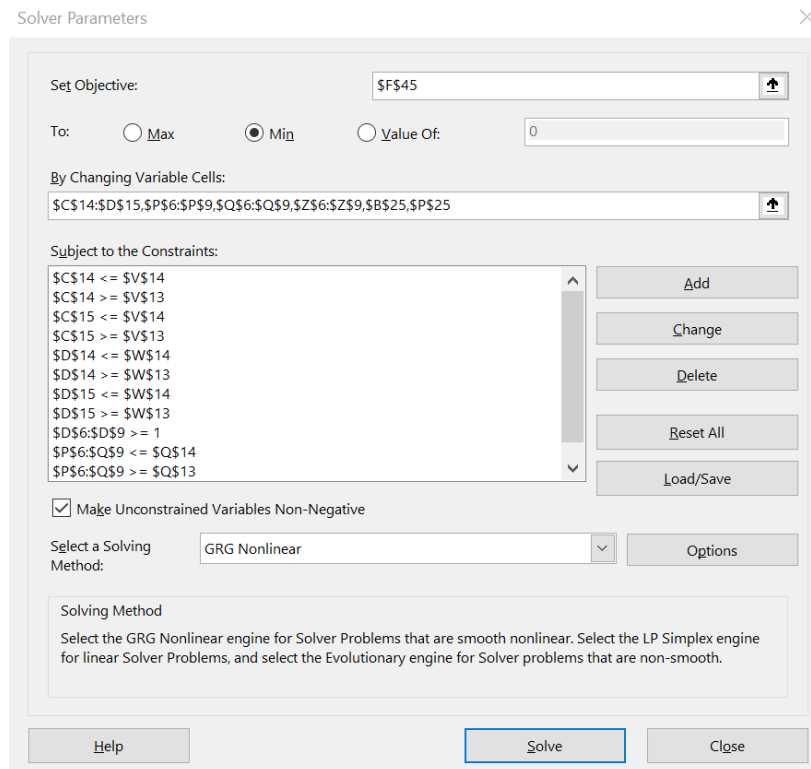 Solver Parameters
Set Objective:
$F$45
To:
Max
Min
Value Of:
0
By Changing Variable Cells:
$C$14:$D$15,$P$6:$P$9,$Q$6:$Q$9,$Z$6:$Z$9,$B$25,$P$25
Subject to the Constraints:
$C$14 <= $V$14
$C$14 >= $V$13
$C$15 <= $V$14
$C$15 >= $V$13
$D$14 <= $W$14
$D$14 >= $W$13
$D$15 <= $W$14
$D$15 >= $W$13
$D$6:$D$9 >= 1
$P$6:$Q$9 <= $Q$14
$P$6:$Q$9 >= $Q$13
Add
Change
Delete
Reset All
Load/Save
Make Unconstrained Variables Non-Negative
Select a Solving
Method:
GRG Nonlinear
Options
Solving Method
Select the GRG Nonlinear engine for Solver Problems that are smooth nonlinear. Select the LP Simplex engine
for linear Solver Problems, and select the Evolutionary engine for Solver problems that are non-smooth.
Help
Solve
Close